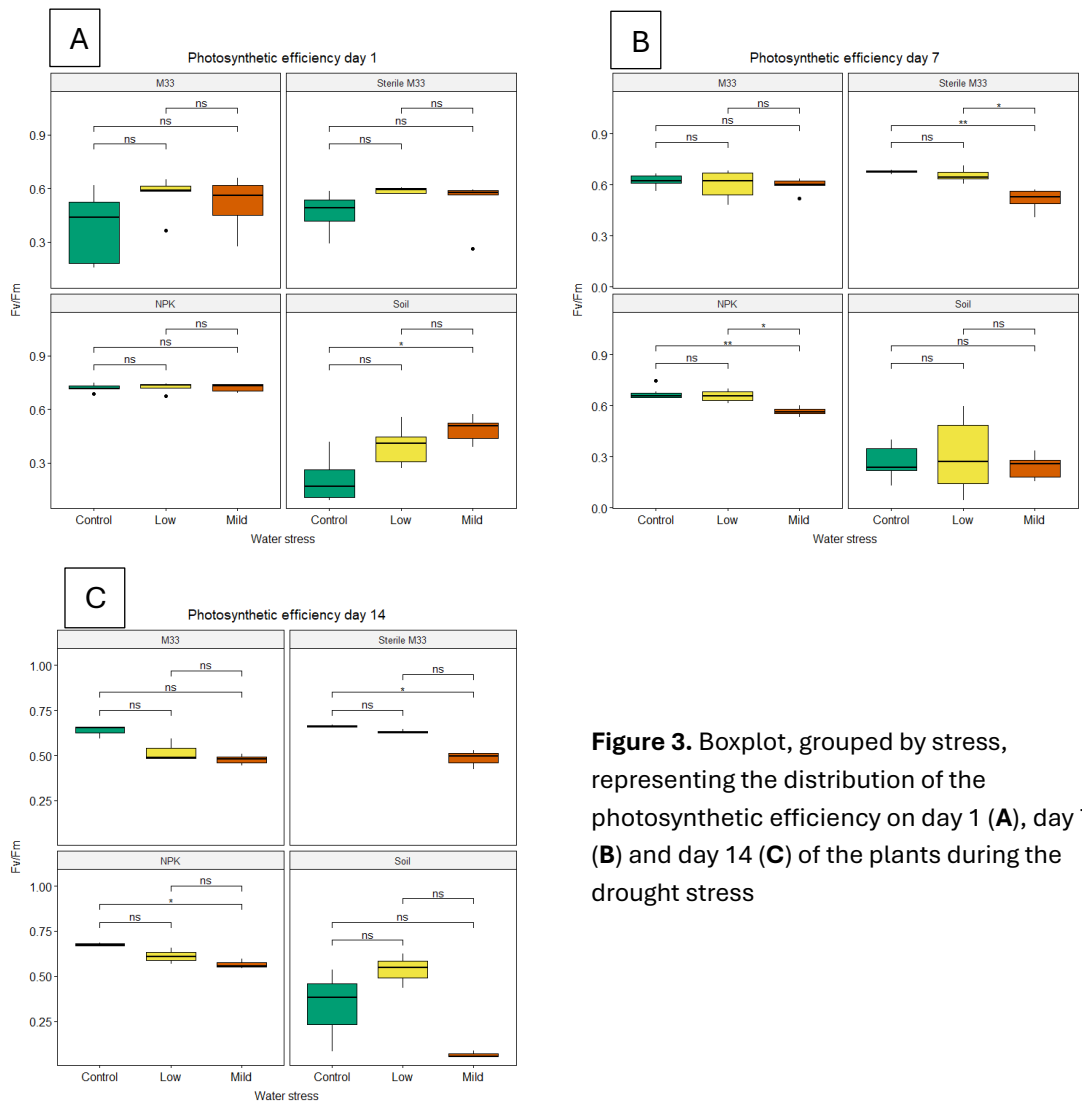 A
Photosynthetic efficiency day 1
M33
Sterile M33
ns
ns
ns
ns
ns
ns
0.9
0.6
0.3
NPK
Soil
ns
ns
ns
ns
*
ns
0.9
0.6
0.3
Fv/Fm
Control Low Mild
Control Low Mild
Water stress
B
Photosynthetic efficiency day 7
M33
Sterile M33
ns
ns
ns
*
**
ns
0.9
0.6
0.3
0.0
NPK
Soil
*
**
ns
ns
ns
ns
0.9
0.6
0.3
0.0
Fv/Fm
Control Low Mild
Control Low Mild
Water stress
C
Photosynthetic efficiency day 14
M33
Sterile M33
ns
ns
ns
ns
*
ns
1.00
0.75
0.50
0.25
NPK
Soil
ns
*
ns
ns
ns
ns
1.00
0.75
0.50
0.25
Fv/Fm
Control Low Mild
Control Low Mild
Water stress
Figure 3. Boxplot, grouped by stress,
representing the distribution of the
photosynthetic efficiency on day 1 (A), day
(B) and day 14 (C) of the plants during the
drought stress